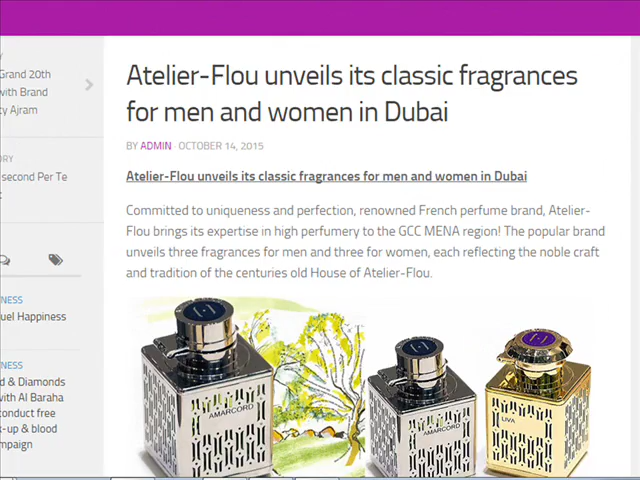 Atelier-Flou unveils its classic fragrances
for men and women in Dubai
BY ADMIN · OCTOBER 14, 2015
Atelier-Flou unveils its classic fragrances for men and women in Dubai
Committed to uniqueness and perfection, renowned French perfume brand, Atelier-
Flou brings its expertise in high perfumery to the GCC MENA region! The popular brand
unveils three fragrances for men and three for women, each reflecting the noble craft
and tradition of the centuries old House of Atelier-Flou.
Grand 20th
with Brand
ty Ajram
ORY
second Per Te
NESS
uel Happiness
NESS
d & Diamonds
with Al Baraha
conduct free
k-up & blood
mpaign
AMARCORD
AMARCORD
LIVA